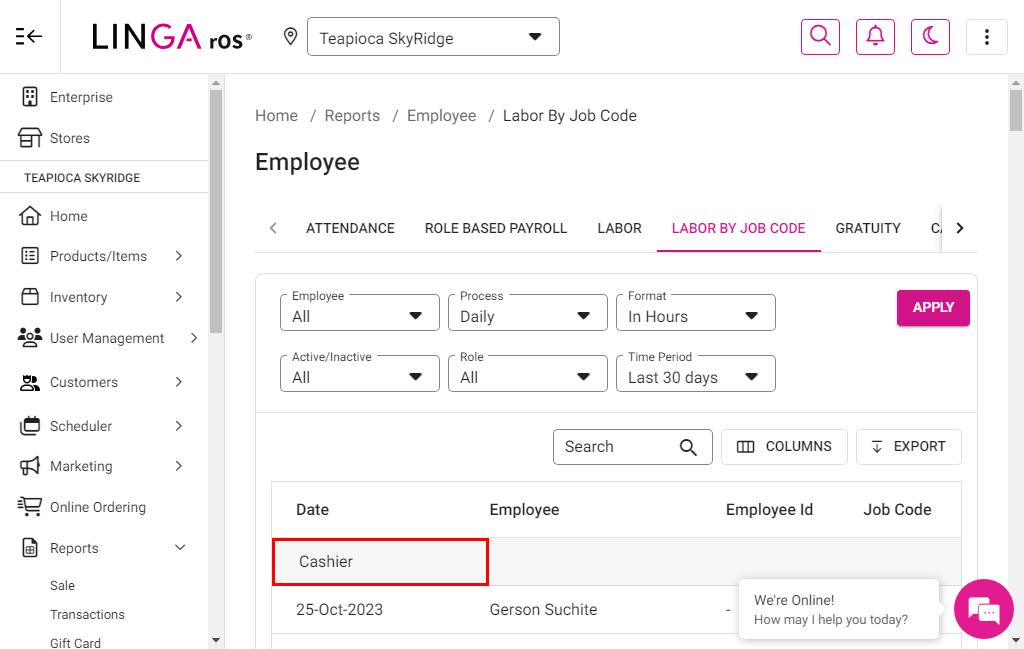 LINGA ros®
Teapioca SkyRidge
Enterprise
Stores
TEAPIOCA SKYRIDGE
Home
Products/Items
Inventory
User Management
Customers
Scheduler
Marketing
Online Ordering
Reports
Sale
Transactions
Gift Card
Home / Reports / Employee / Labor By Job Code
Employee
ATTENDANCE ROLE BASED PAYROLL LABOR LABOR BY JOB CODE GRATUITY
Employee Process Format
All Daily In Hours
APPLY
Active/Inactive Role Time Period
All All Last 30 days
Search COLUMNS EXPORT
Date Employee Employee Id Job Code
Cashier
25-Oct-2023 Gerson Suchite -
We're Online!
How may I help you today?